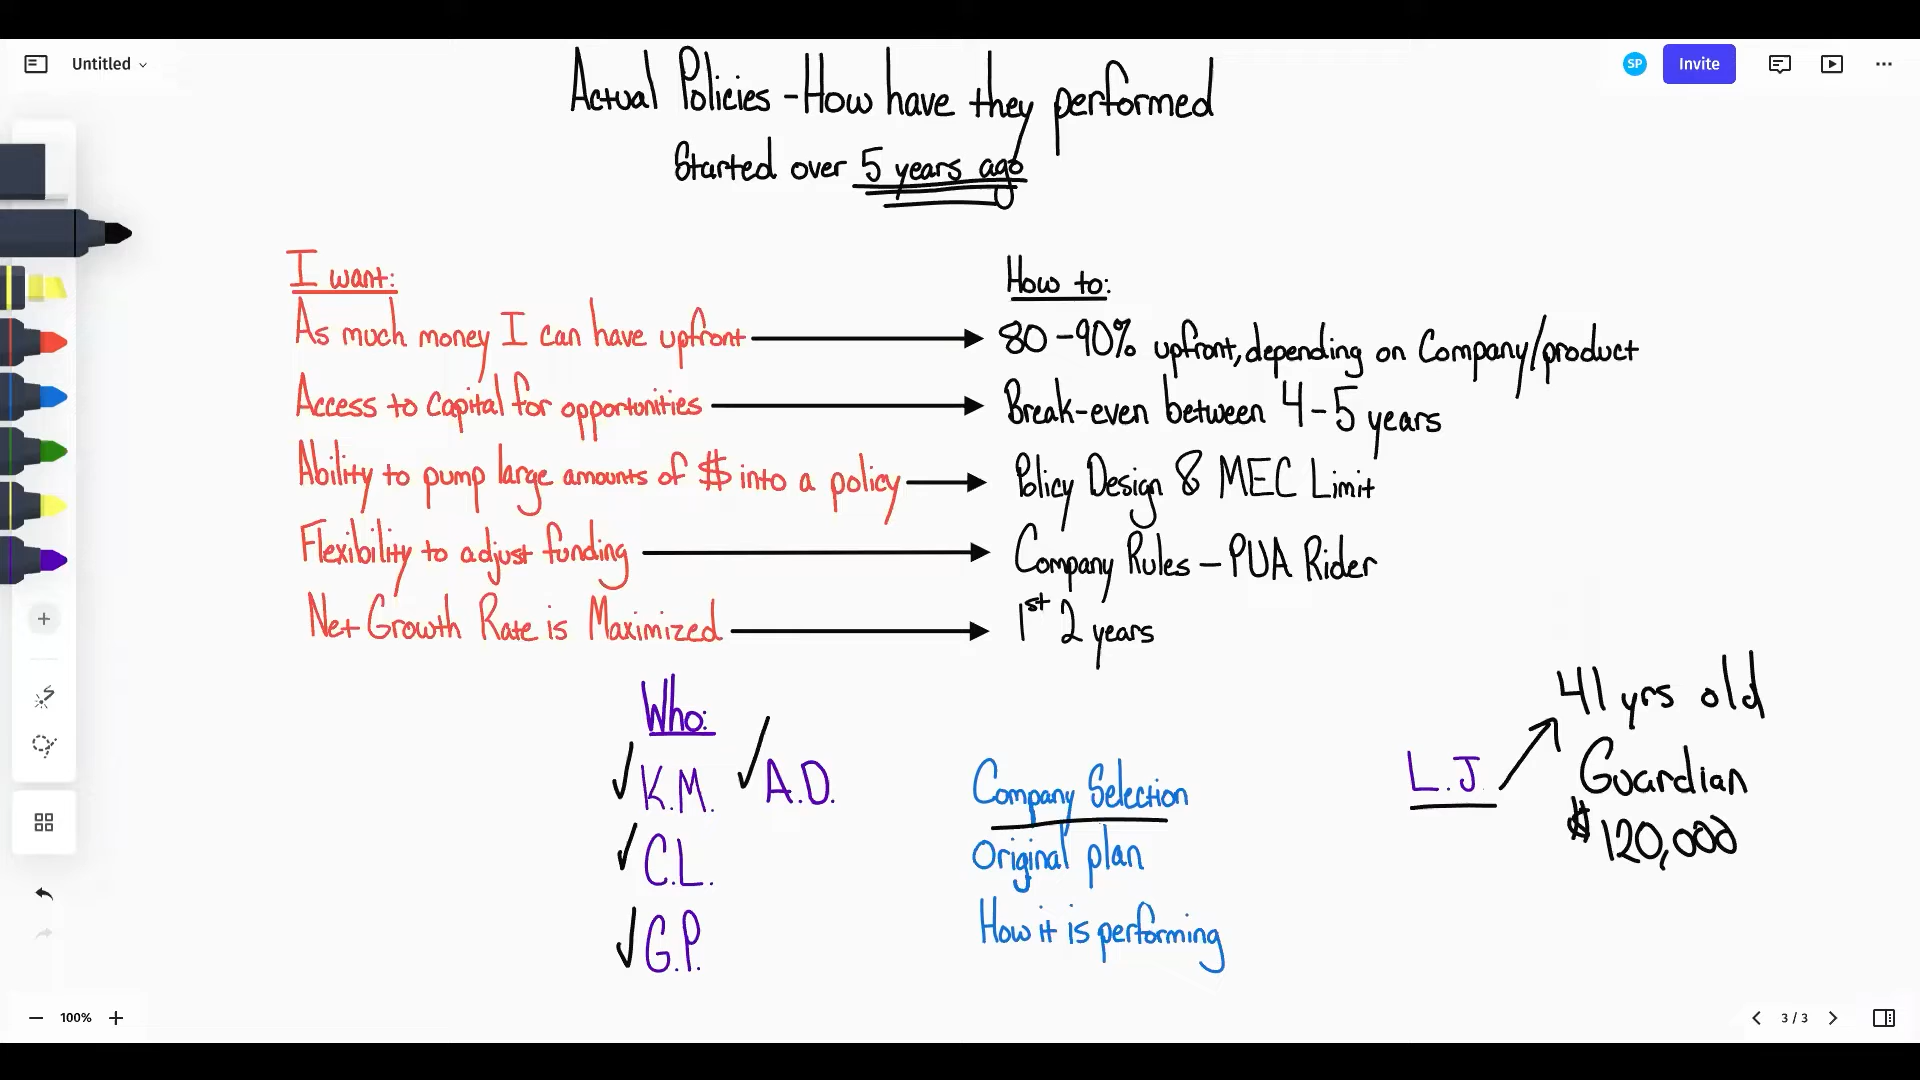 Untitled
SP
Invite
Actual Policies - How have they performed
Started over 5 years ago
I want:
As much money I can have upfront
Access to capital for opportunities
Ability to pump large amounts of $ into a policy
Flexibility to adjust funding
Net Growth Rate is Maximized
How to:
80-90% upfront, depending on Company/product
Break-even between 4-5 years
Policy Design & MEC Limit
Company Rules - PUA Rider
1st 2 years
Who:
K.M. A.D.
C.L.
G.P.
Company Selection
Original plan
How it is performing
L.J.
41 yrs old
Guardian
$120,000
100%
3 / 3